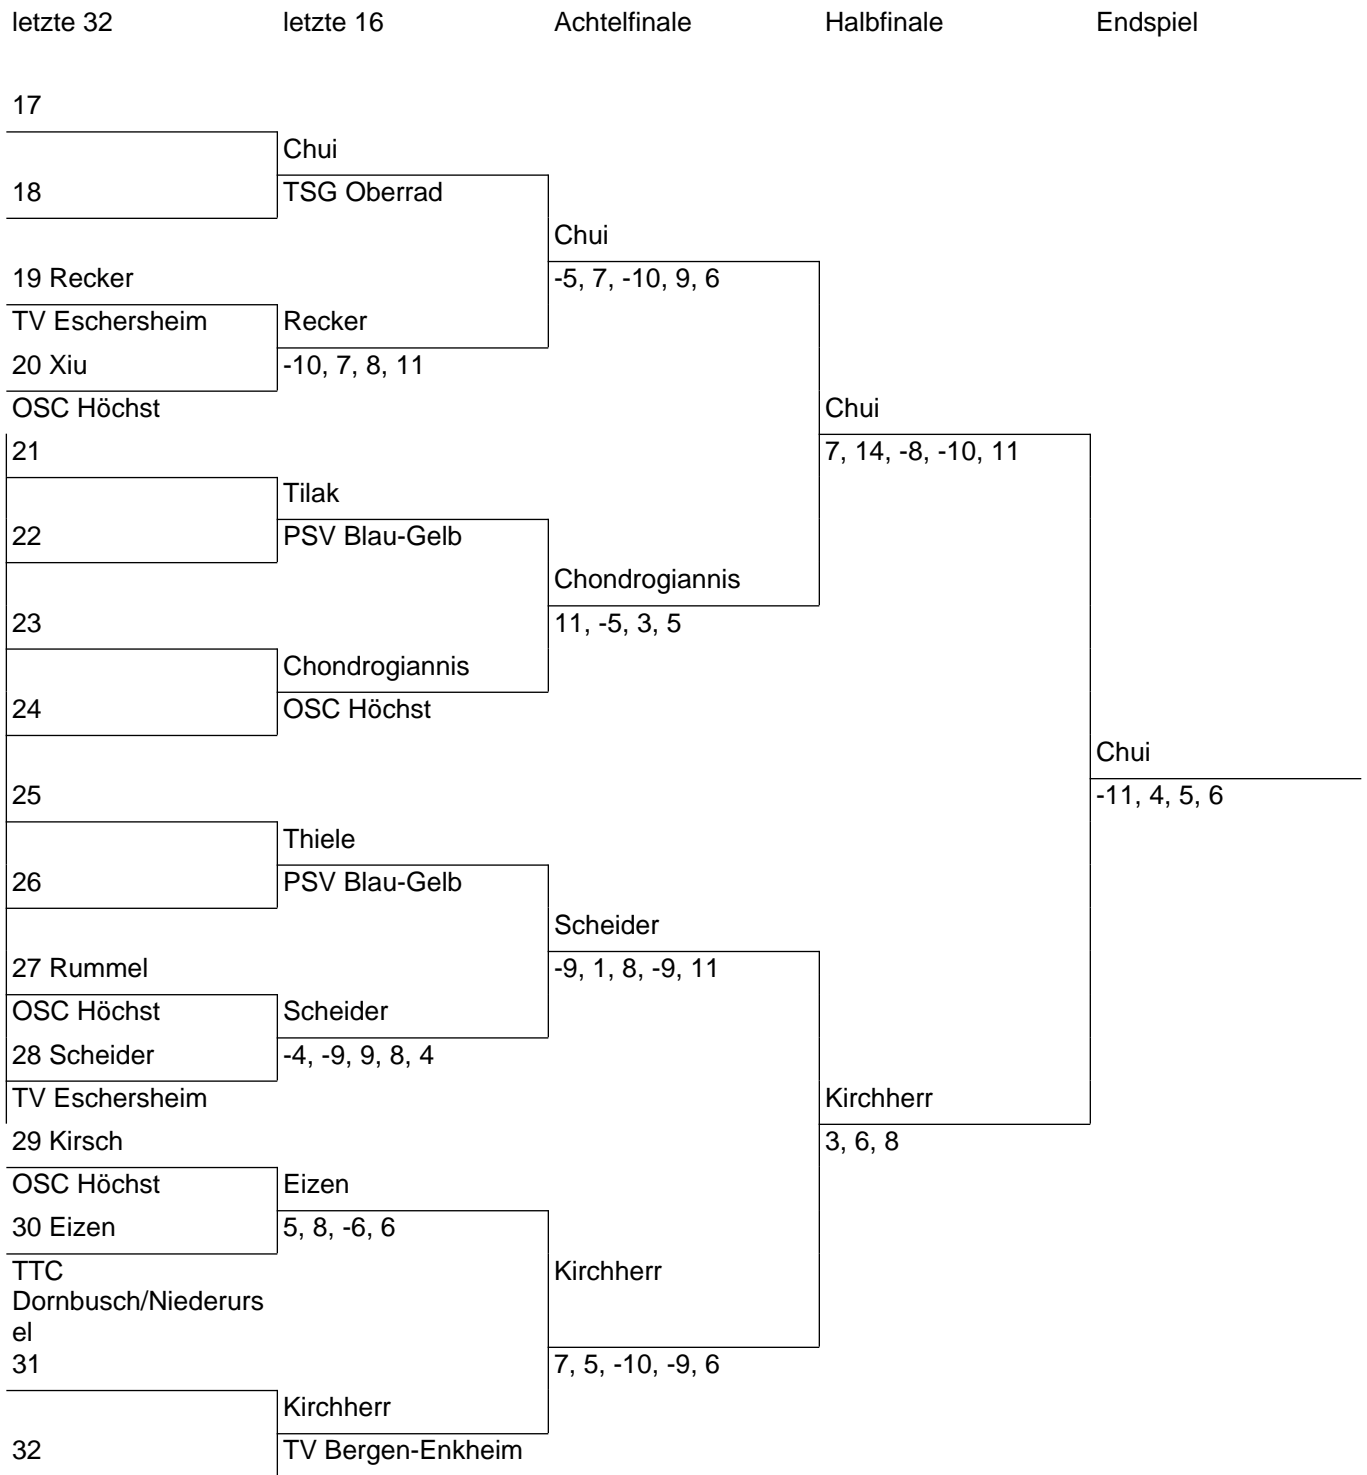 letzte 32 letzte 16 Achtelfinale Halbfinale Endspiel
17
Chui
18 TSG Oberrad
Chui
19 Recker -5, 7, -10, 9, 6
TV Eschersheim Recker
20 Xiu -10, 7, 8, 11
OSC Höchst Chui
21 7, 14, -8, -10, 11
Tilak
22 PSV Blau-Gelb
Chondrogiannis
23 11, -5, 3, 5
Chondrogiannis
24 OSC Höchst
Chui
25 -11, 4, 5, 6
Thiele
26 PSV Blau-Gelb
Scheider
27 Rummel -9, 1, 8, -9, 11
OSC Höchst Scheider
28 Scheider -4, -9, 9, 8, 4
TV Eschersheim Kirchherr
29 Kirsch 3, 6, 8
OSC Höchst Eizen
30 Eizen 5, 8, -6, 6
TTC Kirchherr
Dornbusch/Niederurs
el
31 7, 5, -10, -9, 6
Kirchherr
32 TV Bergen-Enkheim